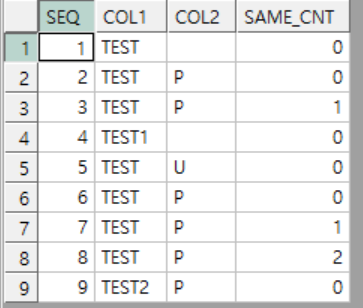 SEQ COL1 COL2 SAME_CNT
1 1 TEST 0
2 2 TEST P 0
3 3 TEST P 1
4 4 TEST1 0
5 5 TEST U 0
6 6 TEST P 0
7 7 TEST P 1
8 8 TEST P 2
9 9 TEST2 P 0